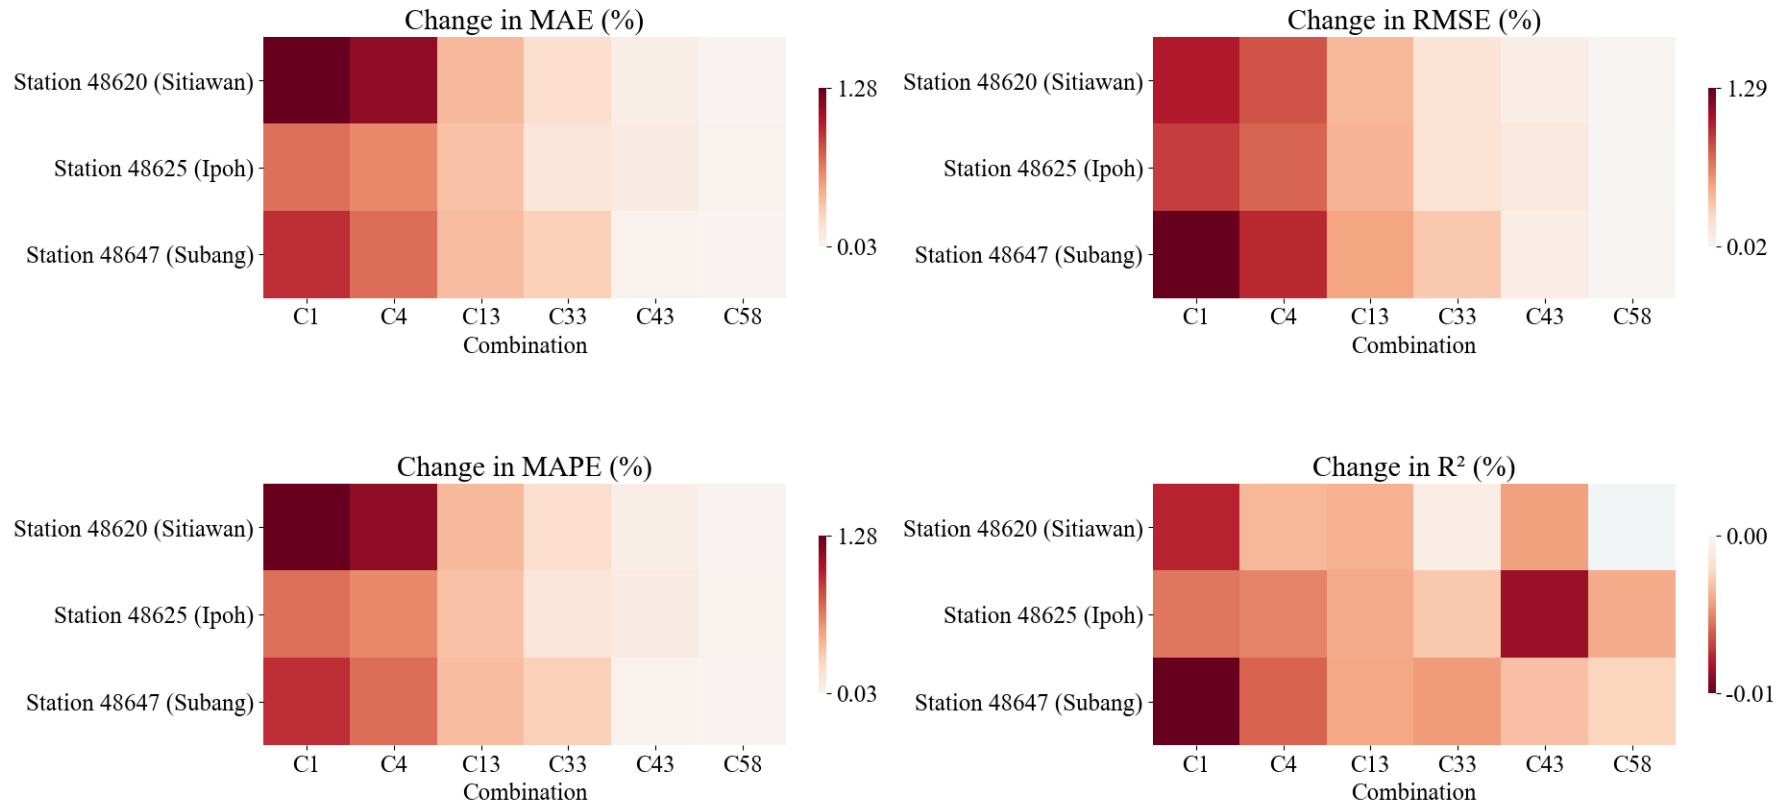 Change in MAE (%)
Station 48620 (Sitiawan)
Station 48625 (Ipoh)
Station 48647 (Subang)
C1 C4 C13 C33 C43 C58
Combination
1.28
0.03
Change in RMSE (%)
Station 48620 (Sitiawan)
Station 48625 (Ipoh)
Station 48647 (Subang)
C1 C4 C13 C33 C43 C58
Combination
1.29
0.02
Change in MAPE (%)
Station 48620 (Sitiawan)
Station 48625 (Ipoh)
Station 48647 (Subang)
C1 C4 C13 C33 C43 C58
Combination
1.28
0.03
Change in R² (%)
Station 48620 (Sitiawan)
Station 48625 (Ipoh)
Station 48647 (Subang)
C1 C4 C13 C33 C43 C58
Combination
0.00
-0.01